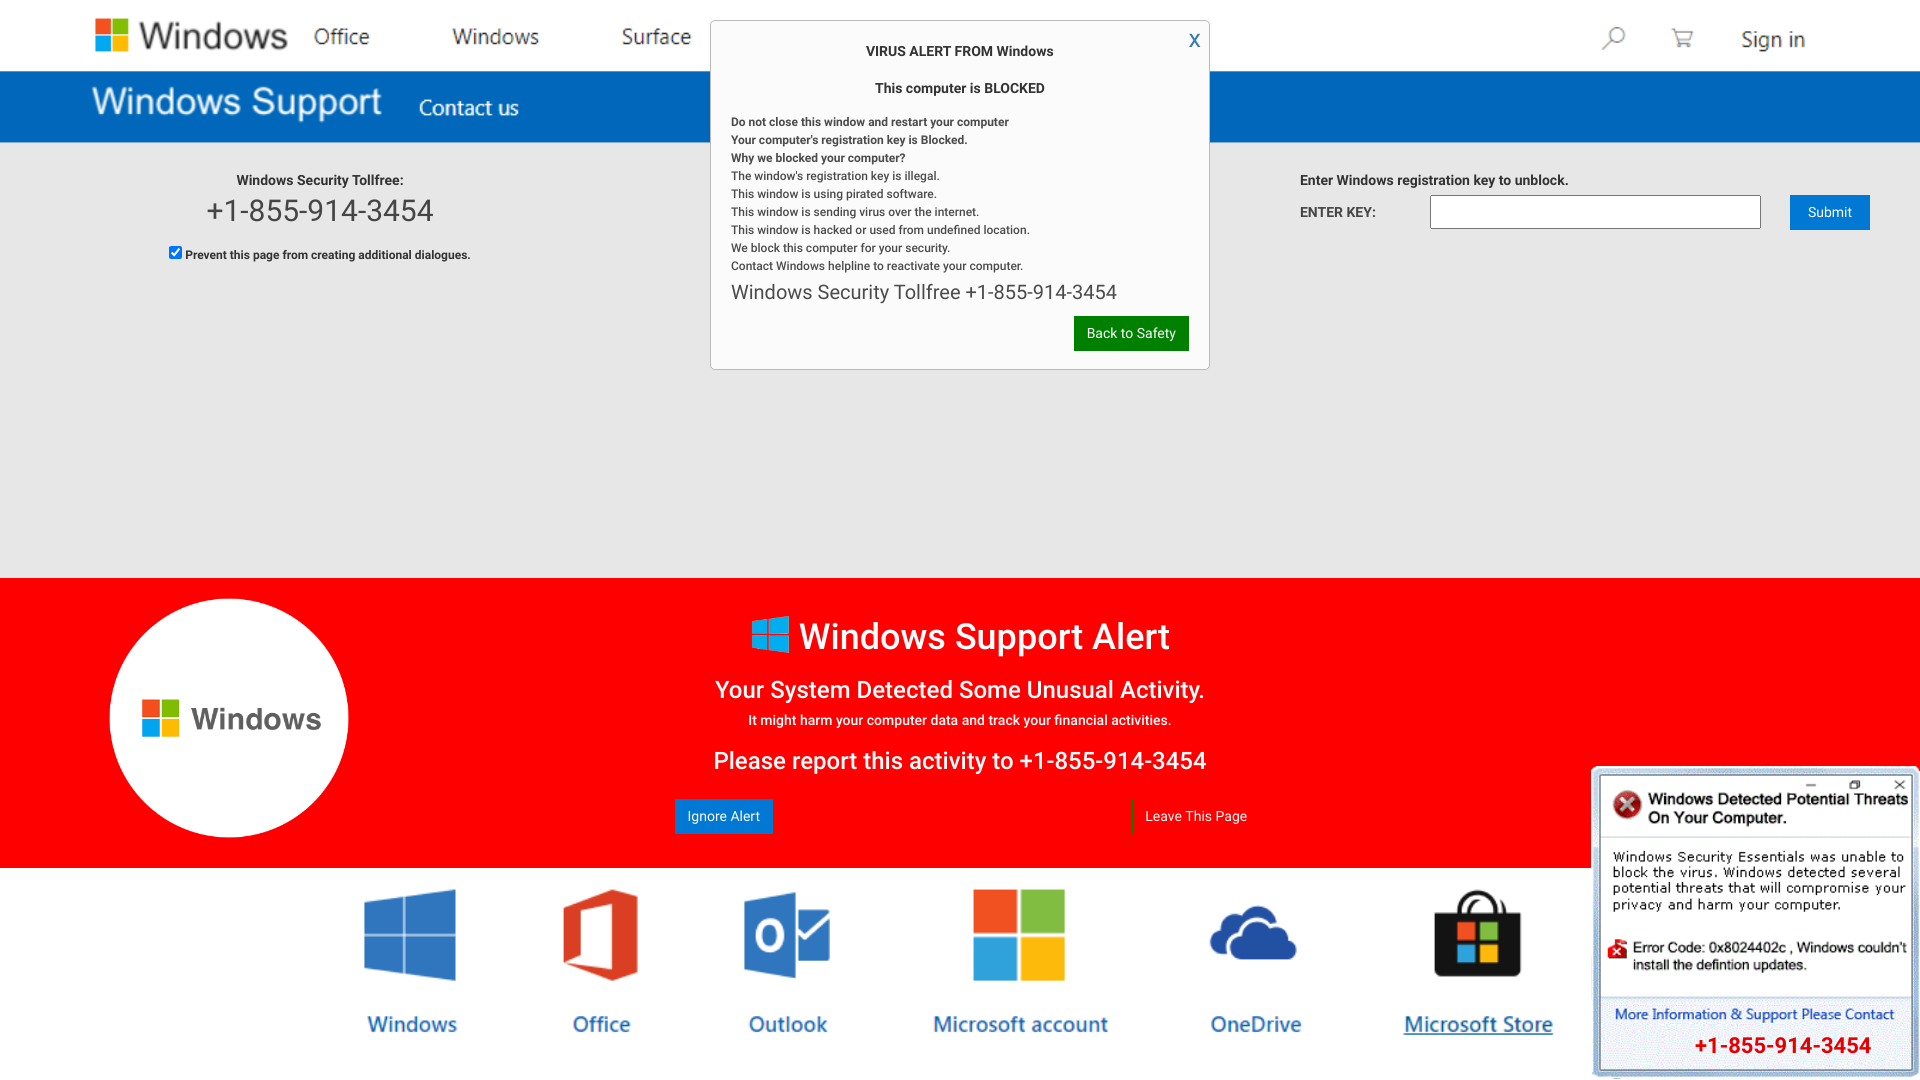 Windows Office Windows Surface Sign in
Windows Support Contact us
X
VIRUS ALERT FROM Windows
This computer is BLOCKED
Do not close this window and restart your computer
Your computer's registration key is Blocked.
Why we blocked your computer?
The window's registration key is illegal.
This window is using pirated software.
This window is sending virus over the internet.
This window is hacked or used from undefined location.
We block this computer for your security.
Contact Windows helpline to reactivate your computer.
Windows Security Tollfree +1-855-914-3454
Back to Safety
Windows Security Tollfree:
+1-855-914-3454
Prevent this page from creating additional dialogues.
Enter Windows registration key to unblock.
ENTER KEY: Submit
Windows
Windows Support Alert
Your System Detected Some Unusual Activity.
It might harm your computer data and track your financial activities.
Please report this activity to +1-855-914-3454
Ignore Alert Leave This Page
Windows Detected Potential Threats
On Your Computer.
Windows Security Essentials was unable to
block the virus. Windows detected several
potential threats that will compromise your
privacy and harm your computer.
Error Code: 0x8024402c , Windows couldn't
install the defintion updates.
More Information & Support Please Contact
+1-855-914-3454
Windows Office Outlook Microsoft account OneDrive Microsoft Store